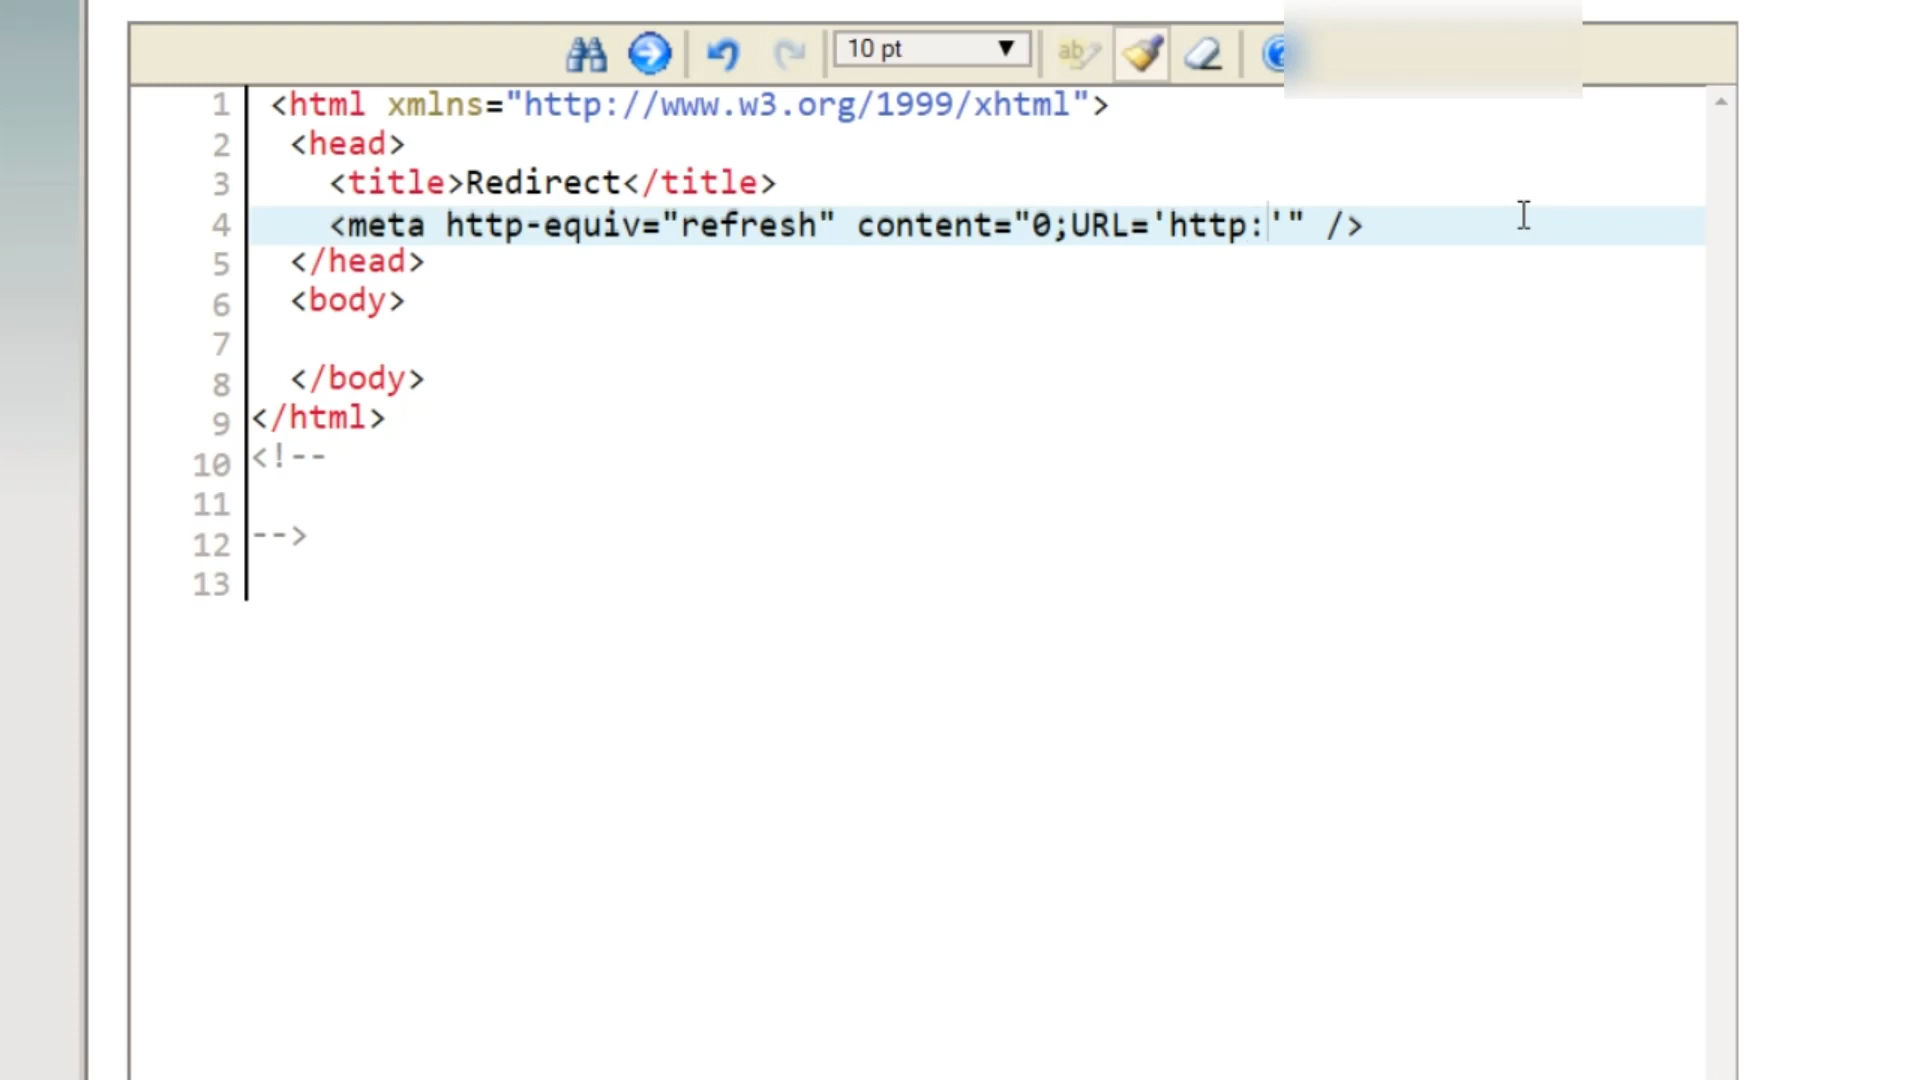 10 pt
1 <html xmlns="http://www.w3.org/1999/xhtml">
2 <head>
3 <title>Redirect</title>
4 <meta http-equiv="refresh" content="0;URL='http:'" />
5 </head>
6 <body>
7
8 </body>
9 </html>
10 <!--
11
12 -->
13